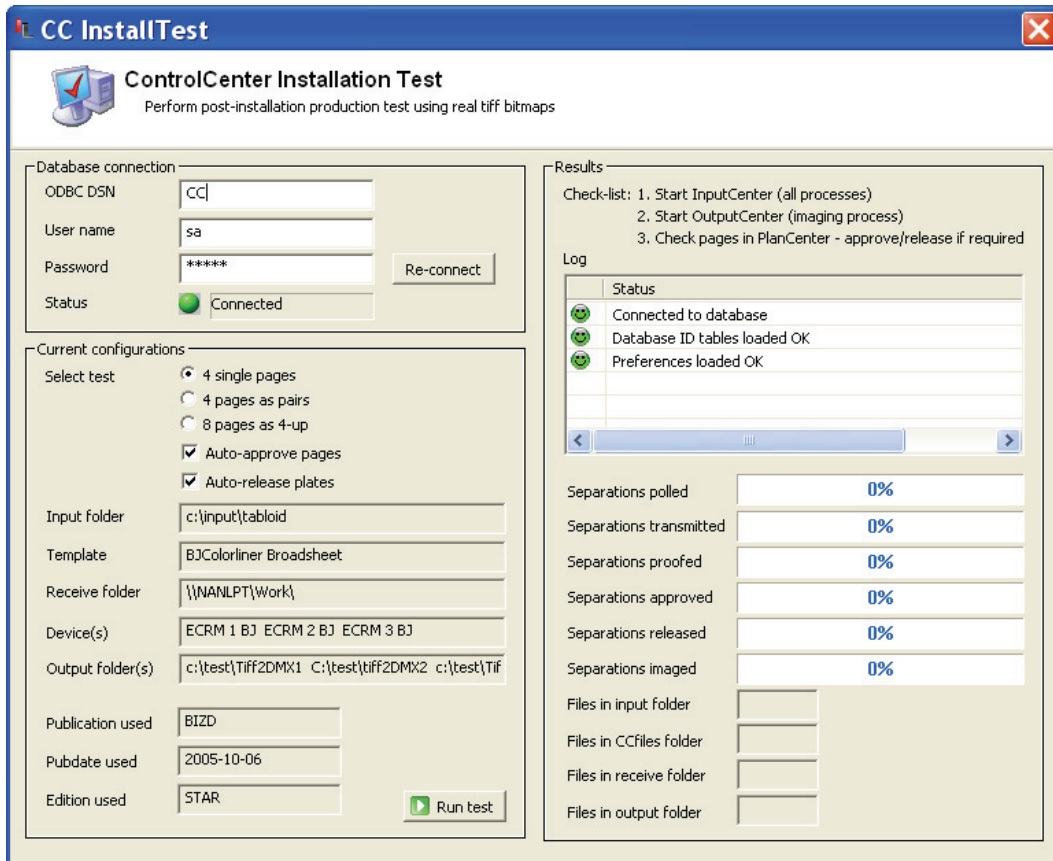 CC InstallTest
ControlCenter Installation Test
Perform post-installation production test using real tiff bitmaps
Database connection
ODBC DSN
CC
User name
sa
Password
*****
Re-connect
Status
Connected
Current configurations
Select test
4 single pages
4 pages as pairs
8 pages as 4-up
Auto-approve pages
Auto-release plates
Input folder
c:\input\tabloid
Template
BJColorliner Broadsheet
Receive folder
\\NANLPT\Work\
Device(s)
ECRM 1 BJ ECRM 2 BJ ECRM 3 BJ
Output folder(s)
c:\test\Tiff2DMX1 C:\test\tiff2DMX2 c:\test\Tif
Publication used
BIZD
Pubdate used
2005-10-06
Edition used
STAR
Run test
Results
Check-list: 1. Start InputCenter (all processes)
2. Start OutputCenter (imaging process)
3. Check pages in PlanCenter - approve/release if required
Log
Status
Connected to database
Database ID tables loaded OK
Preferences loaded OK
Separations polled
0%
Separations transmitted
0%
Separations proofed
0%
Separations approved
0%
Separations released
0%
Separations imaged
0%
Files in input folder
Files in CCfiles folder
Files in receive folder
Files in output folder